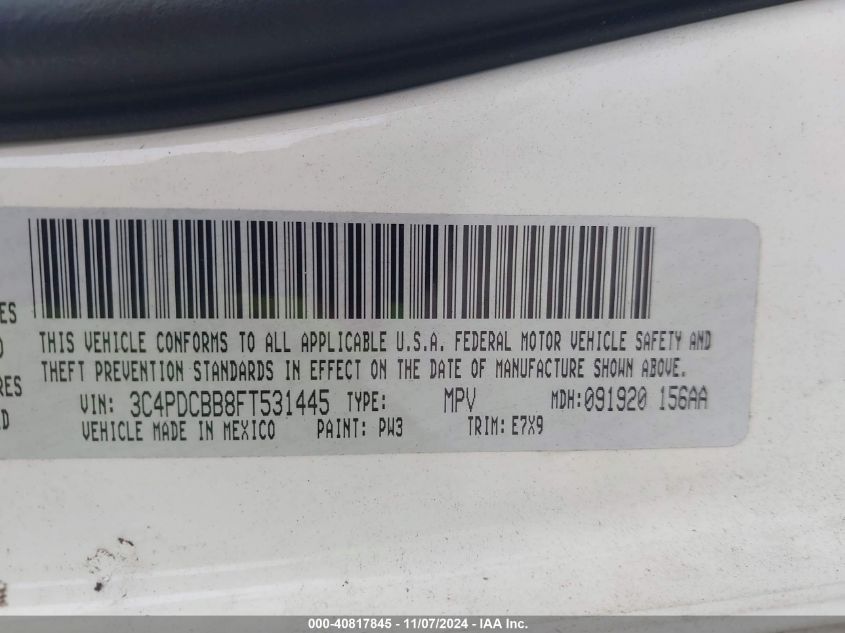 ES
THIS VEHICLE CONFORMS TO ALL APPLICABLE U.S.A. FEDERAL MOTOR VEHICLE SAFETY AND
THEFT PREVENTION STANDARDS IN EFFECT ON THE DATE OF MANUFACTURE SHOWN ABOVE.
RES
VIN: 3C4PDCBB8FT531445 TYPE: MPV MDH:091920 156AA
VEHICLE MADE IN MEXICO PAINT: PW3 TRIM:E7X9
000-40817845 - 11/07/2024 - IAA Inc.